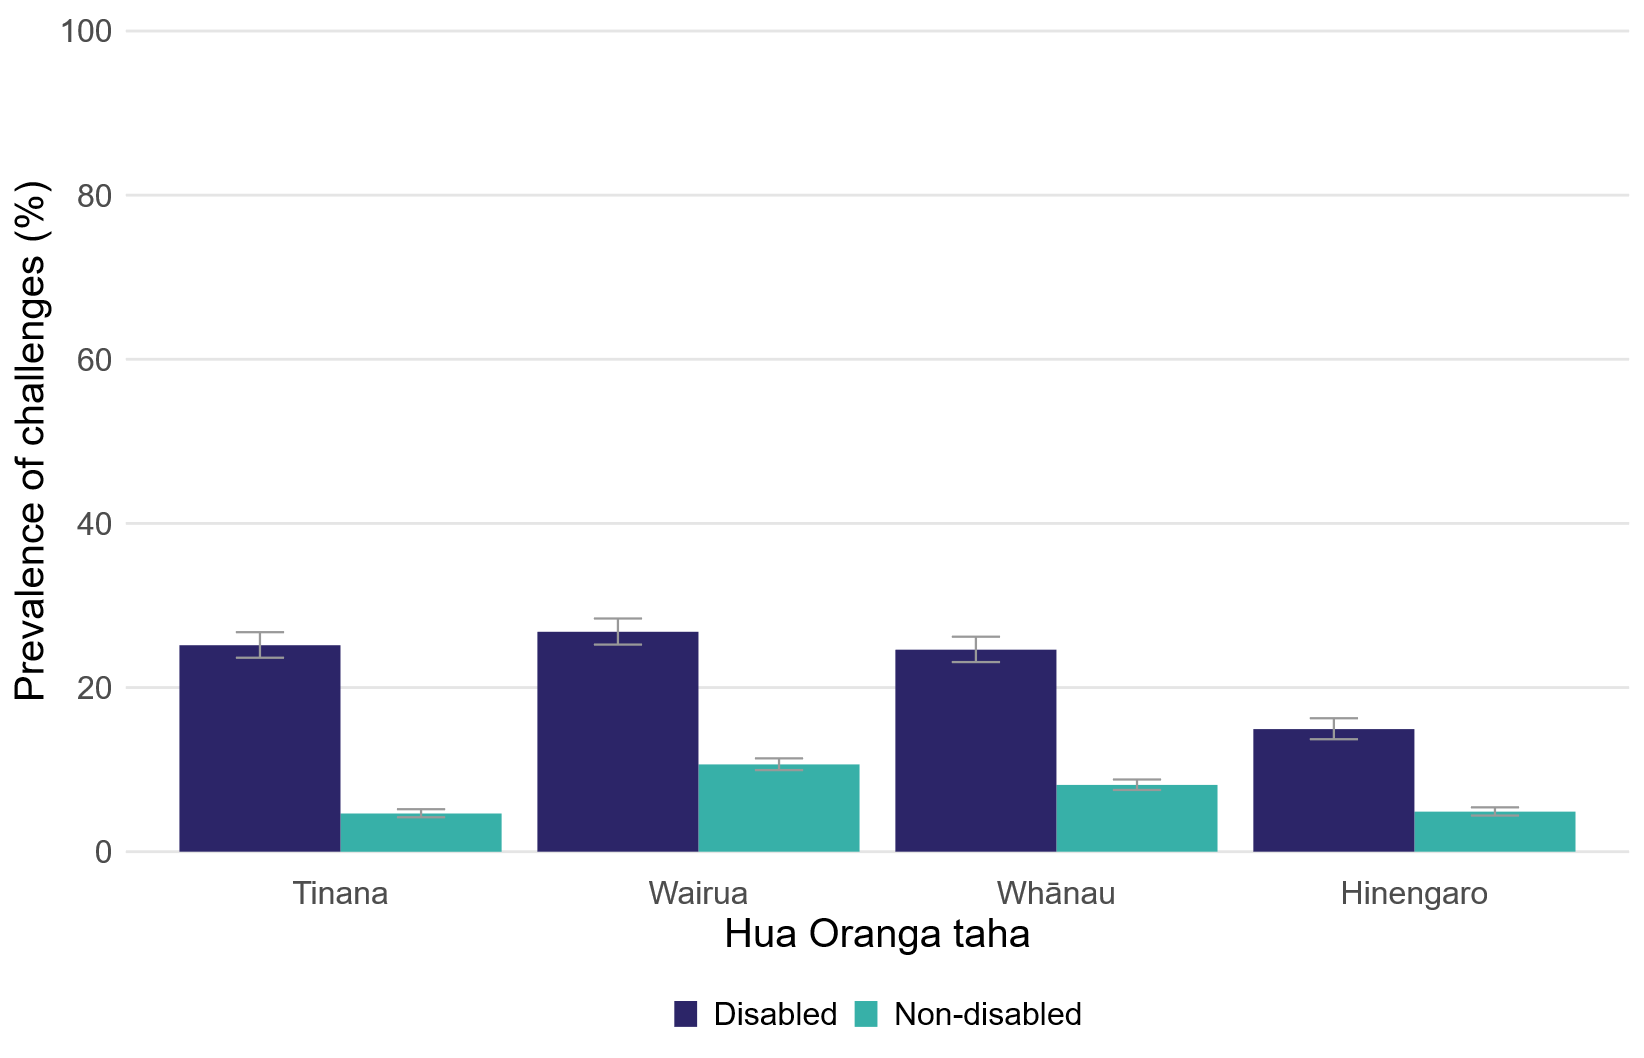 Prevalence of challenges (%)
100
80
60
40
20
0
Tinana Wairua Whānau Hinengaro
Hua Oranga taha
Disabled Non-disabled